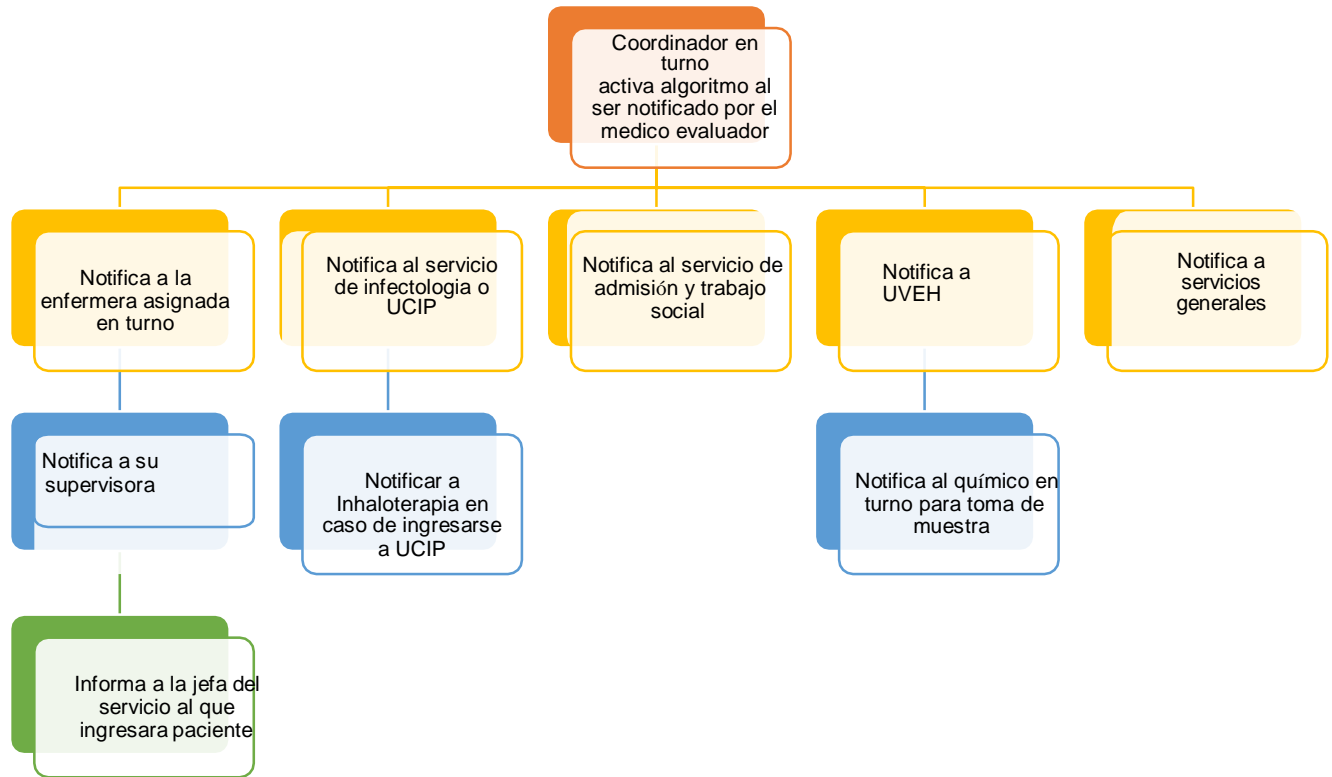 Coordinador en
turno
activa algoritmo al
ser notificado por el
medico evaluador
Notifica a la
enfermera asignada
en turno
Notifica al servicio
de infectologia o
UCIP
Notifica al servicio de
admisión y trabajo
social
Notifica a
UVEH
Notifica a
servicios
generales
Notifica a su
supervisora
Notificar a
Inhaloterapia en
caso de ingresarse
a UCIP
Notifica al químico en
turno para toma de
muestra
Informa a la jefa del
servicio al que
ingresara paciente